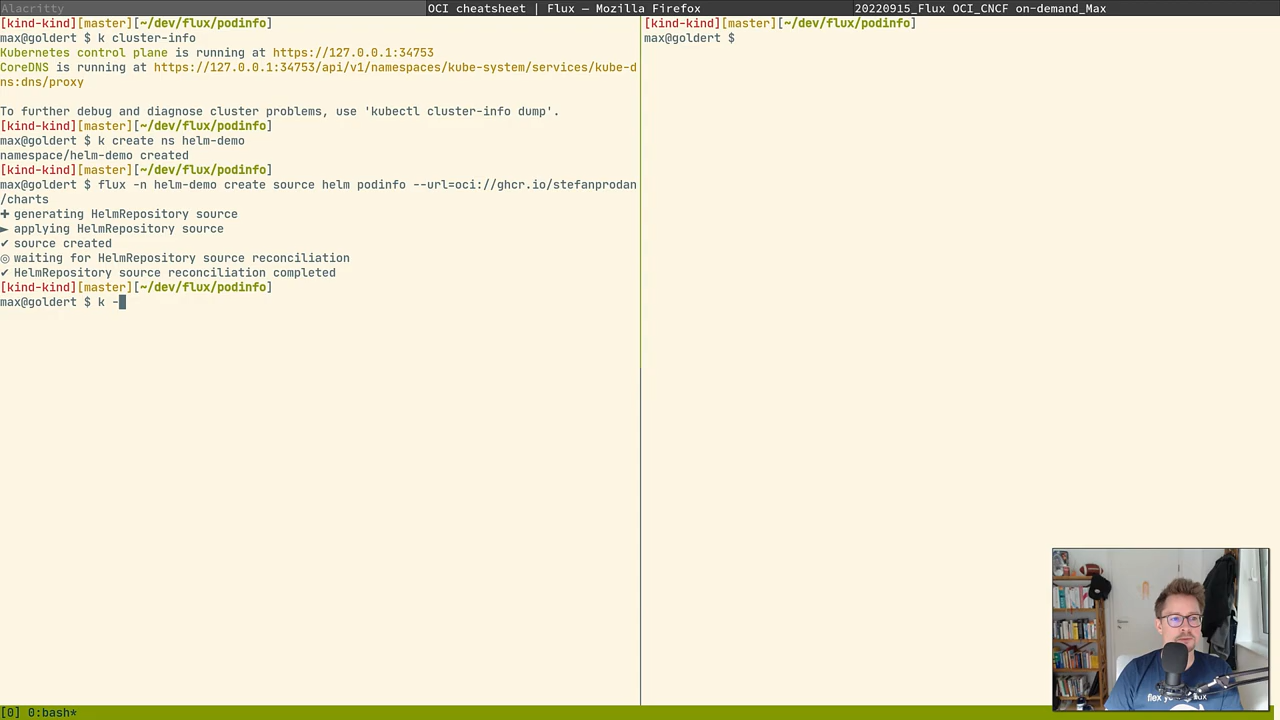 Alacritty
OCI cheatsheet | Flux — Mozilla Firefox
20220915_Flux OCI_CNCF on-demand_Max
[kind-kind][master][~/dev/flux/podinfo]
max@goldert $ k cluster-info
Kubernetes control plane is running at https://127.0.0.1:34753
CoreDNS is running at https://127.0.0.1:34753/api/v1/namespaces/kube-system/services/kube-d
ns:dns/proxy
To further debug and diagnose cluster problems, use 'kubectl cluster-info dump'.
[kind-kind][master][~/dev/flux/podinfo]
max@goldert $ k create ns helm-demo
namespace/helm-demo created
[kind-kind][master][~/dev/flux/podinfo]
max@goldert $ flux -n helm-demo create source helm podinfo --url=oci://ghcr.io/stefanprodan
/charts
✚ generating HelmRepository source
► applying HelmRepository source
✔ source created
◎ waiting for HelmRepository source reconciliation
✔ HelmRepository source reconciliation completed
[kind-kind][master][~/dev/flux/podinfo]
max@goldert $ k -
[kind-kind][master][~/dev/flux/podinfo]
max@goldert $
flex
[0] 0:bash*